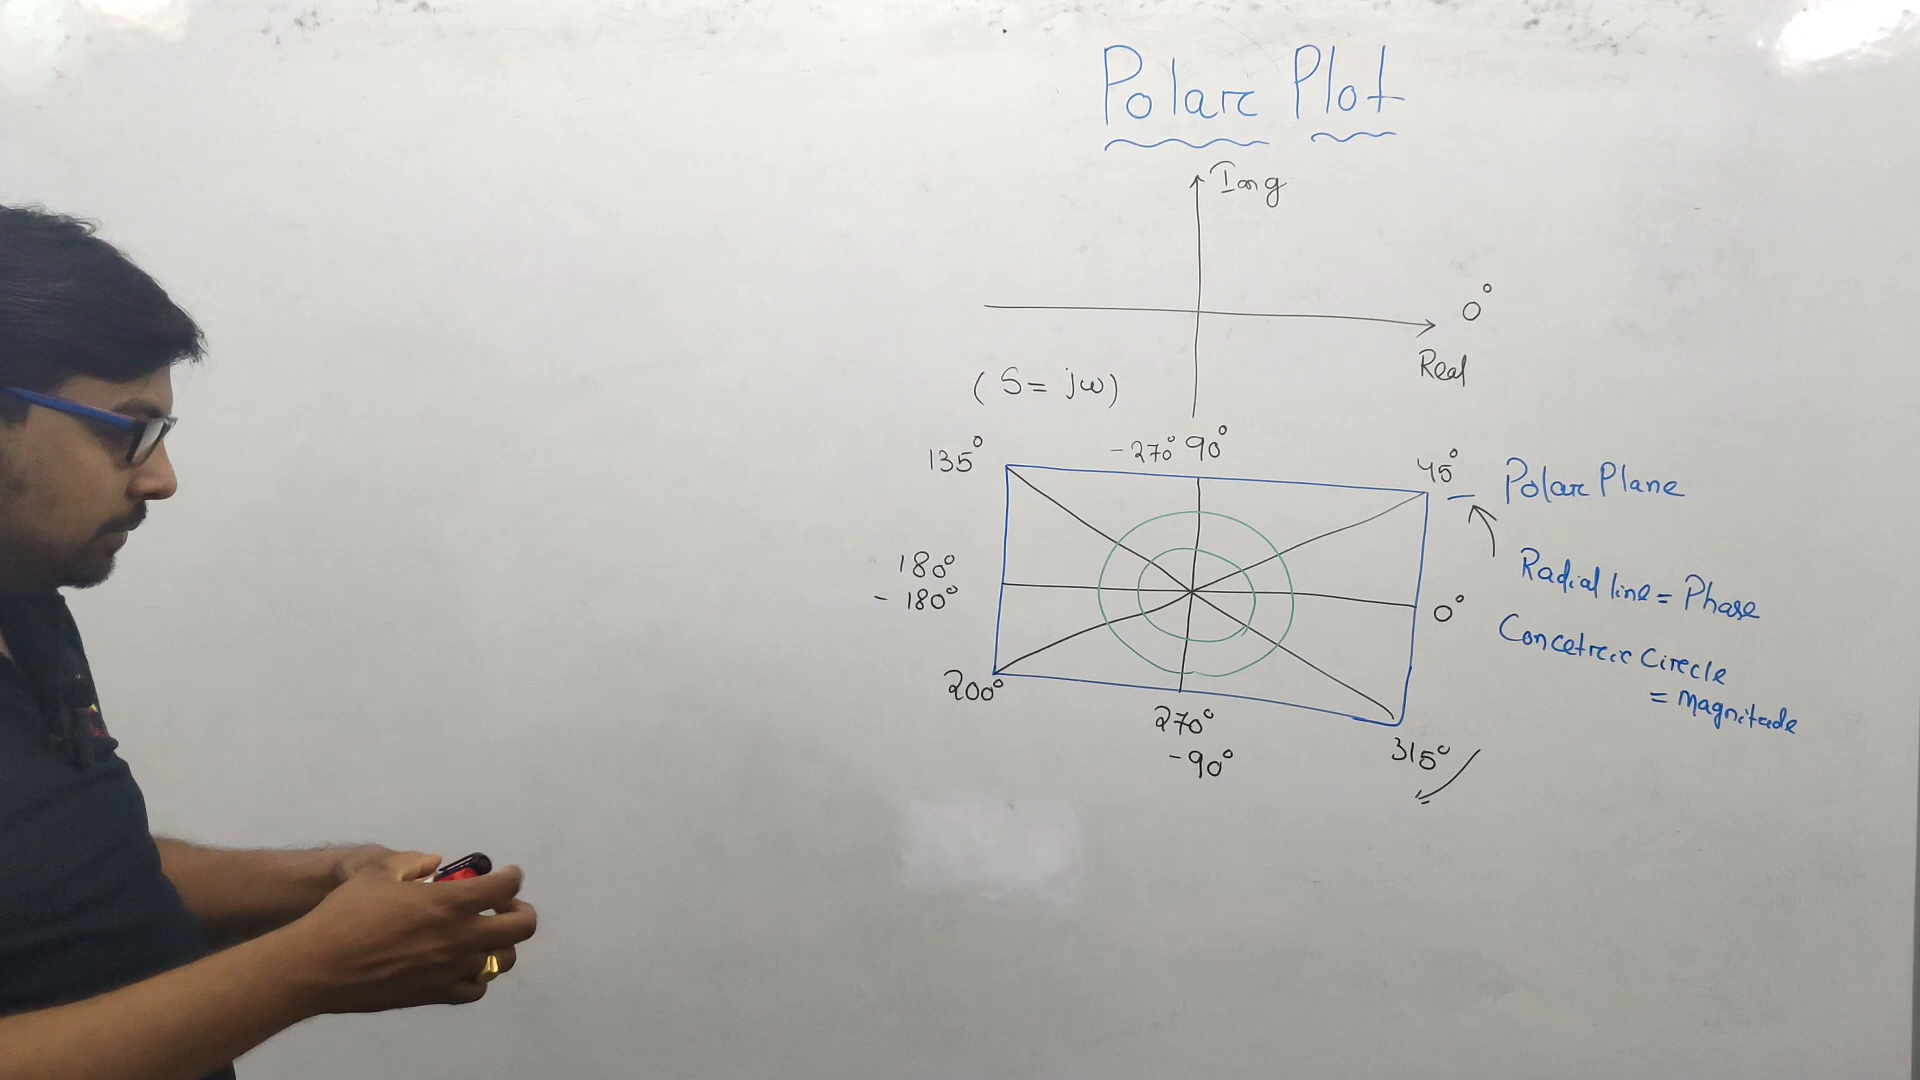 Polar Plot
Img
0°
Real
(S = jω)
135°
-270° 90°
45°
Polar Plane
180°
-180°
0°
Radial line = Phase
Concetric Circle
= Magnitude
200°
270°
-90°
315°